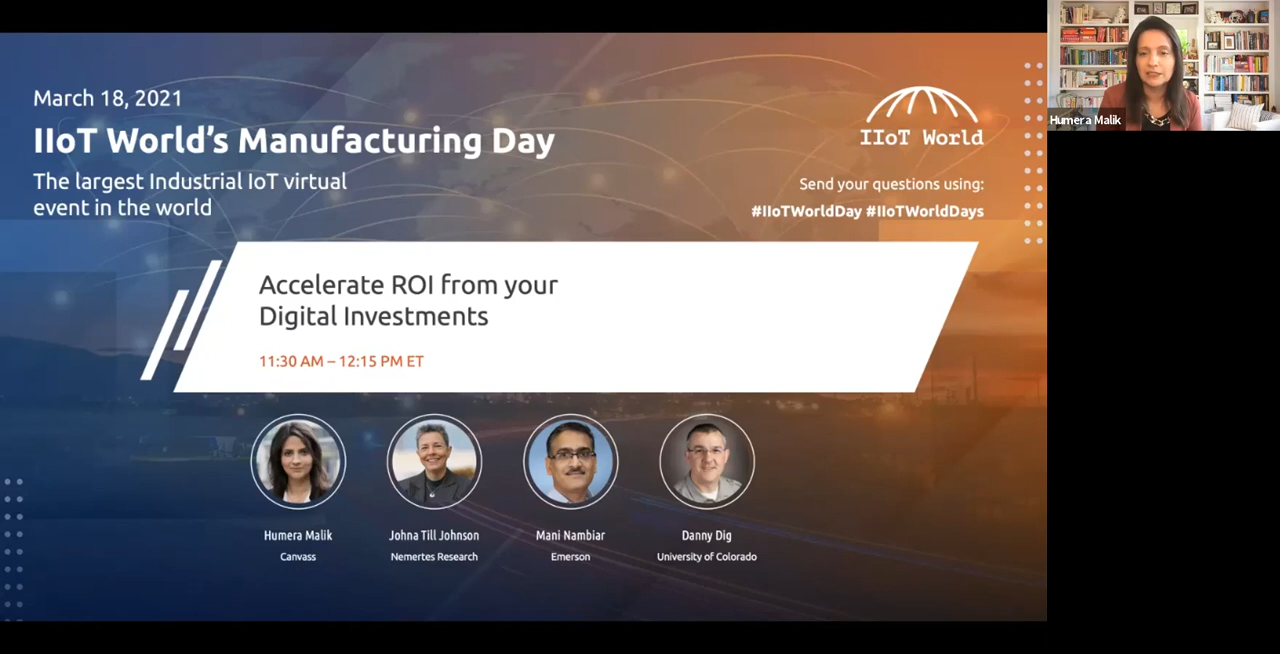 March 18, 2021
IIoT World's Manufacturing Day
The largest Industrial IoT virtual
event in the world
IIoT World
Send your questions using:
#IIoTWorldDay #IIoTWorldDays
Humera Malik
Accelerate ROI from your
Digital Investments
11:30 AM – 12:15 PM ET
Humera Malik
Canvass
Johna Till Johnson
Nemertes Research
Mani Nambiar
Emerson
Danny Dig
University of Colorado